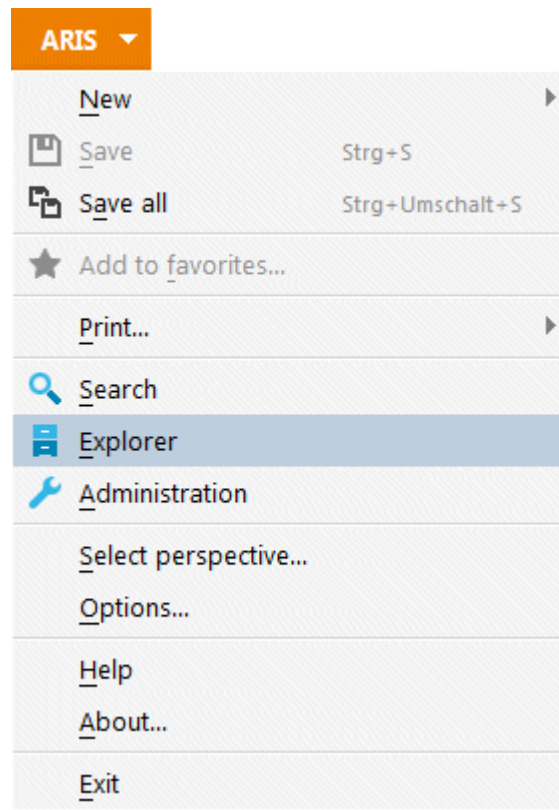 ARIS
New
Save Strg+S
Save all Strg+Umschalt+S
Add to favorites...
Print...
Search
Explorer
Administration
Select perspective...
Options...
Help
About...
Exit